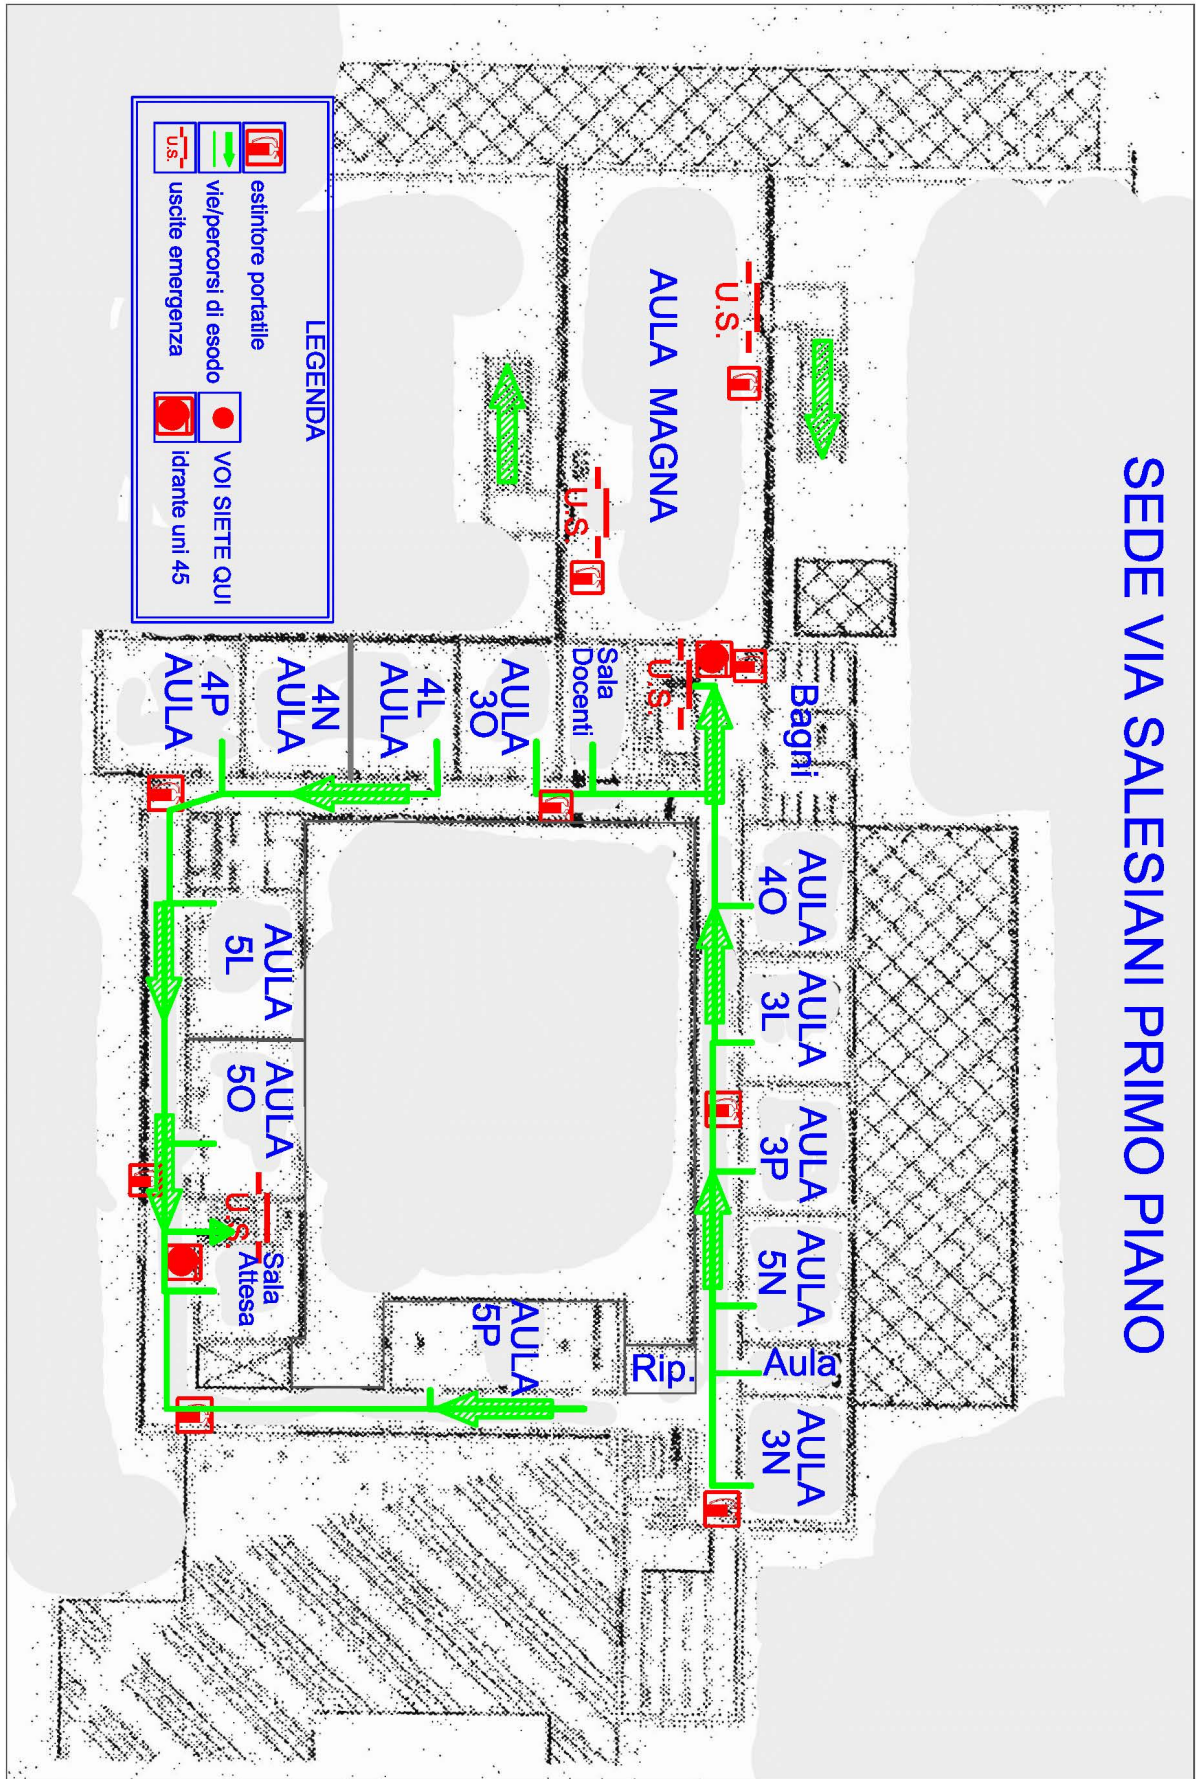 SEDE VIA SALESIANI PRIMO PIANO
U.S.
AULA MAGNA
U.S.
Bagni
U.S.
Sala
Docenti
AULA
3O
4L
AULA
4N
AULA
4P
AULA
AULA
4O
AULA
3L
AULA
3P
AULA
5N
Aula
AULA
3N
Rip.
AULA
5P
AULA
5L
AULA
5O
U.S.
Sala
Attesa
LEGENDA
estintore portatile
vie/percorsi di esodo
VOI SIETE QUI
U.S.
uscite emergenza
idrante uni 45